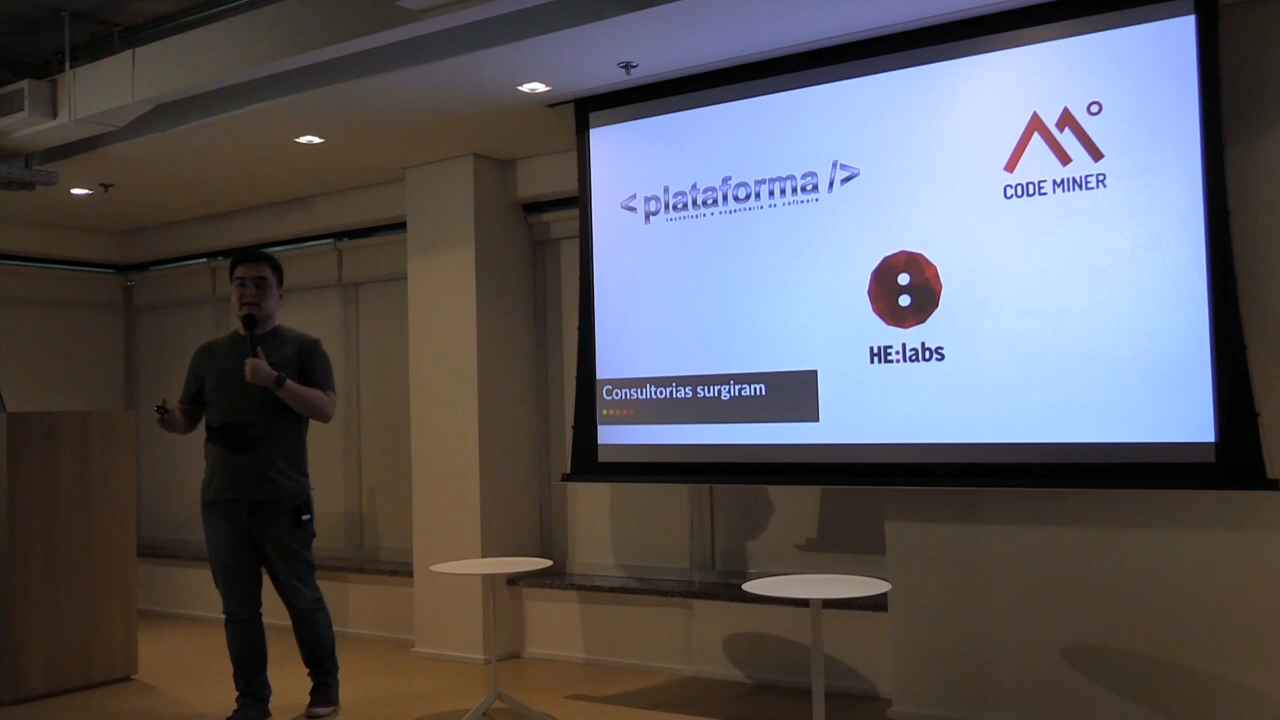 <plataforma/>
tecnologia e engenharia de software
CODE MINER
HE:labs
Consultorias surgiram